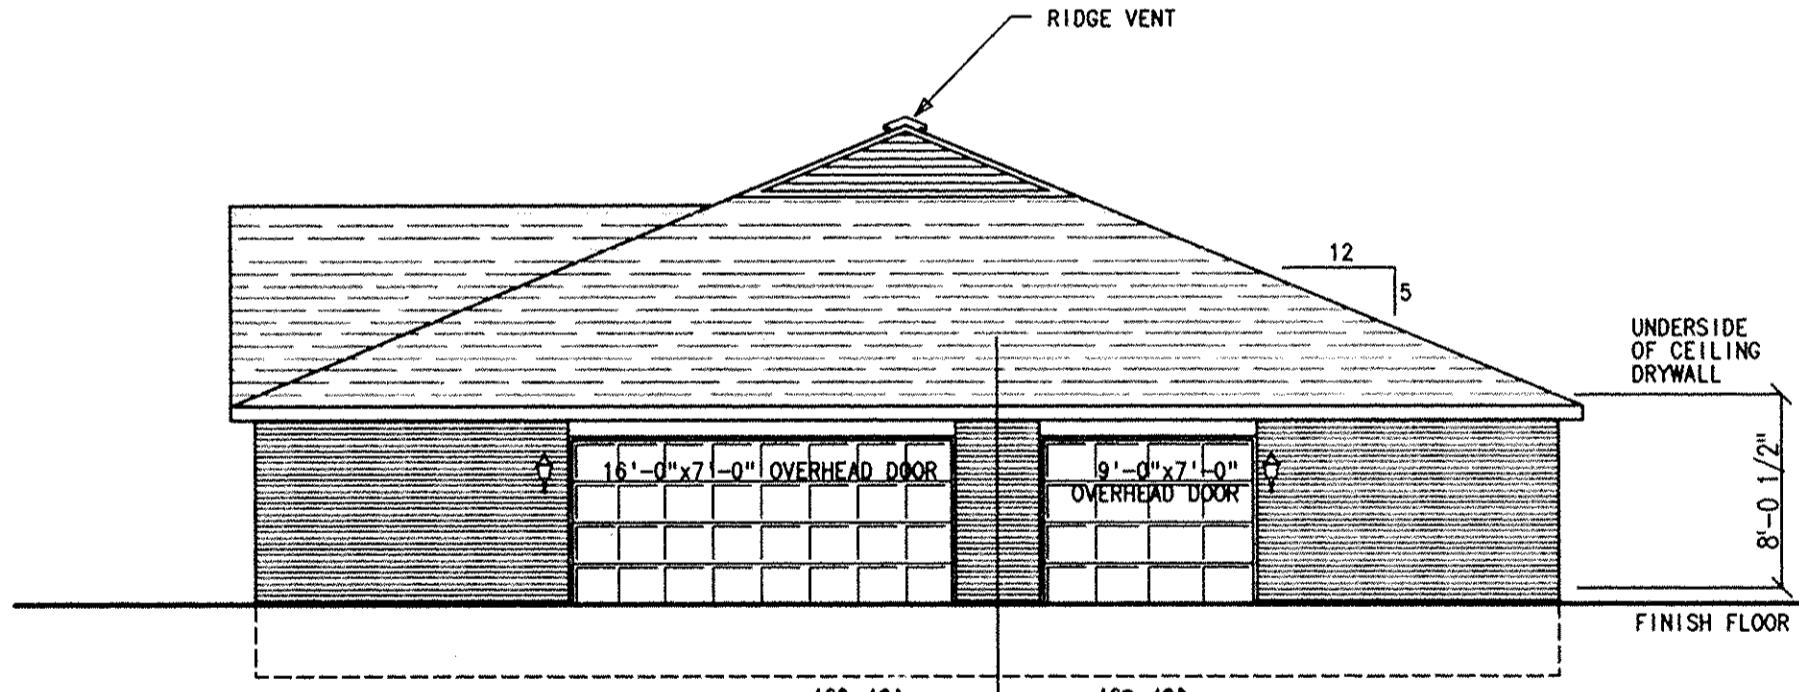 RIDGE VENT
12
5
UNDERSIDE
OF CEILING
DRYWALL
16'-0"x7'-0" OVERHEAD DOOR
9'-0"x7'-0"
OVERHEAD DOOR
8'-0 1/2"
FINISH FLOOR